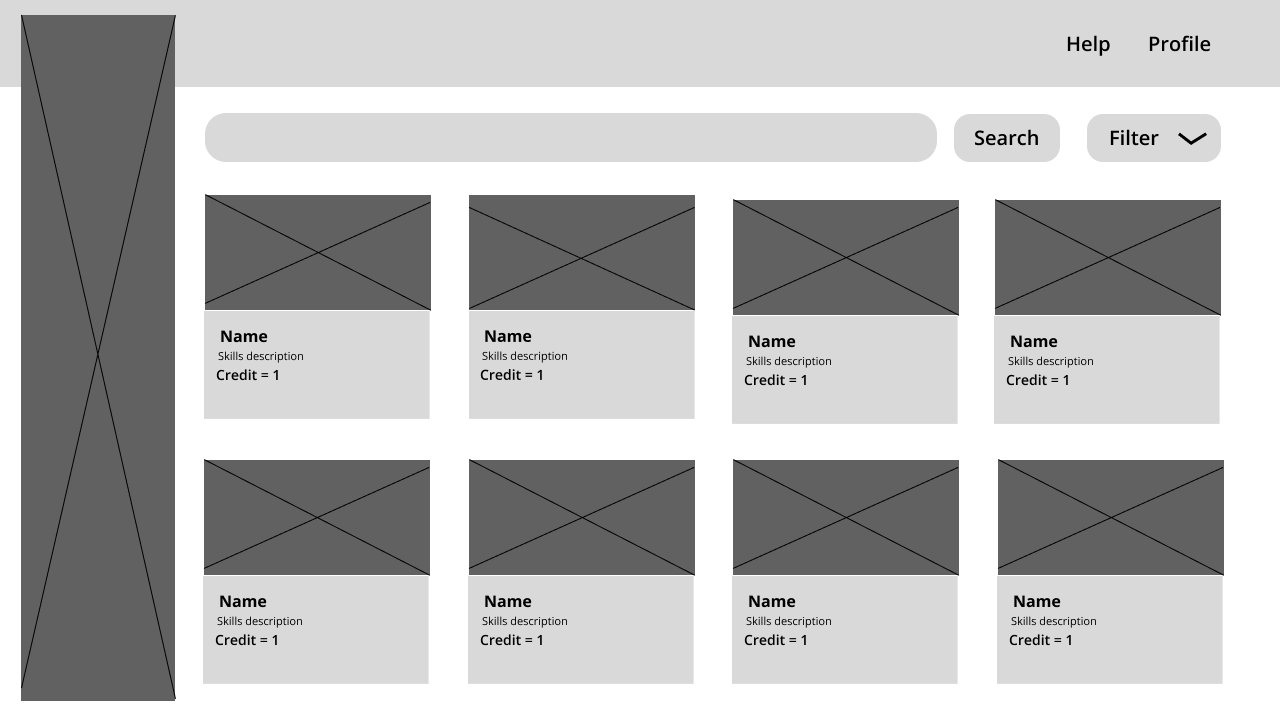 Help Profile
Search Filter
Name Name Name Name
Skills description Skills description Skills description Skills description
Credit = 1 Credit = 1 Credit = 1 Credit = 1
Name Name Name Name
Skills description Skills description Skills description Skills description
Credit = 1 Credit = 1 Credit = 1 Credit = 1